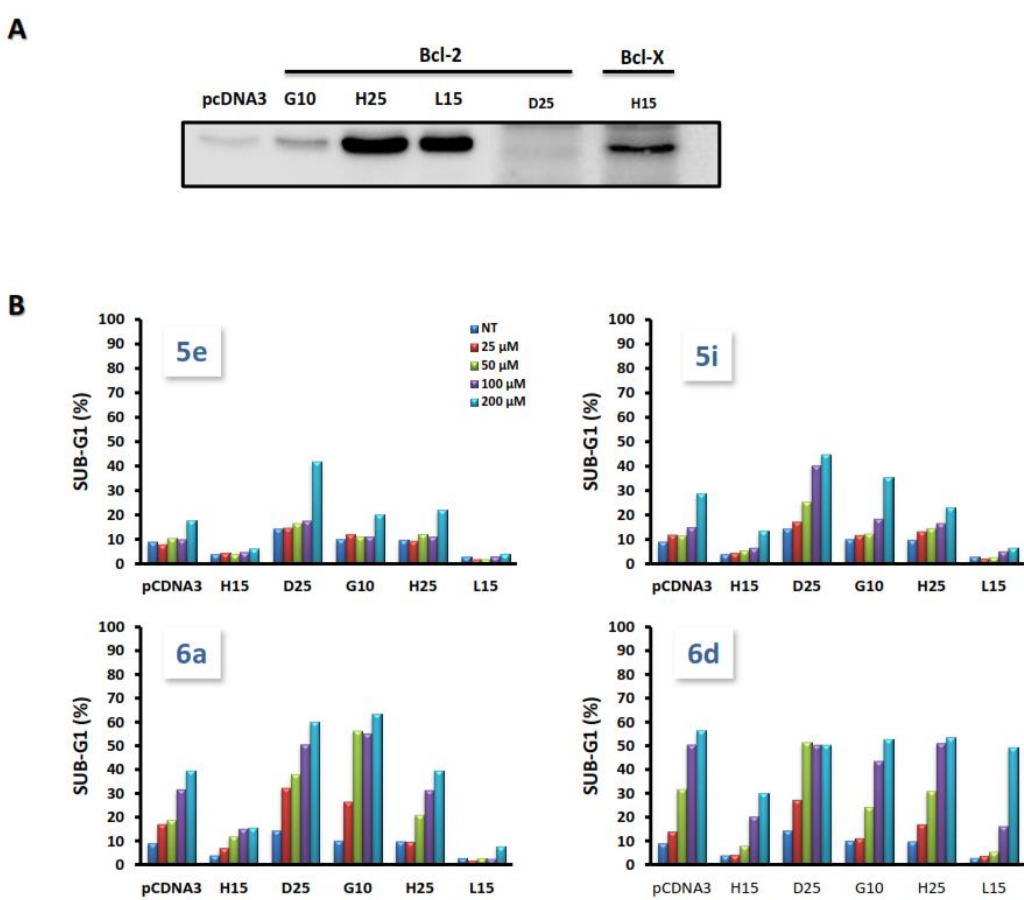 A
Bcl-2 Bcl-X
pcDNA3 G10 H25 L15 D25 H15
B
5e
SUB-G1 (%)
100
90
80
70
60
50
40
30
20
10
0
NT
25 µM
50 µM
100 µM
200 µM
pCDNA3 H15 D25 G10 H25 L15
5i
SUB-G1 (%)
100
90
80
70
60
50
40
30
20
10
0
pCDNA3 H15 D25 G10 H25 L15
6a
SUB-G1 (%)
100
90
80
70
60
50
40
30
20
10
0
pCDNA3 H15 D25 G10 H25 L15
6d
SUB-G1 (%)
100
90
80
70
60
50
40
30
20
10
0
pCDNA3 H15 D25 G10 H25 L15